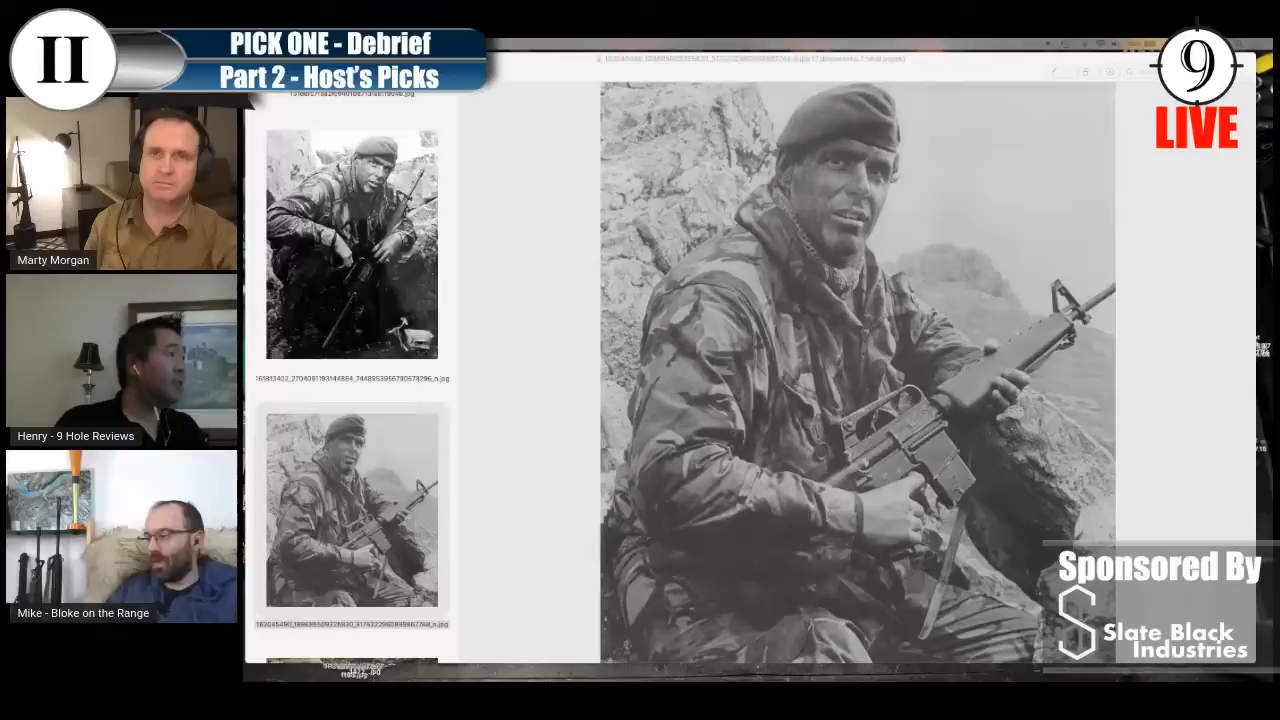 II
PICK ONE - Debrief
Part 2 - Host's Picks
9
LIVE
Marty Morgan
Henry - 9 Hole Reviews
Mike - Bloke on the Range
Sponsored By
Slate Black
Industries